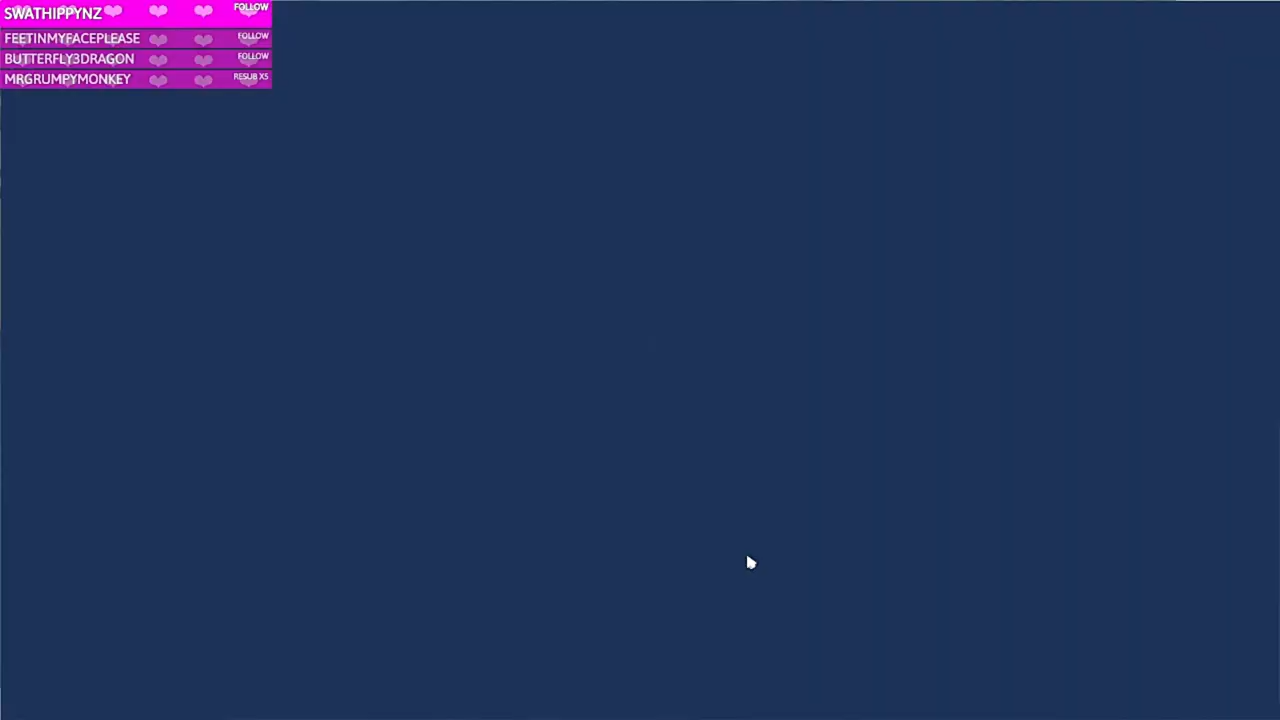 SWATHIPPYNZ FOLLOW
FEETINMYFACEPLEASE FOLLOW
BUTTERFLY3DRAGON FOLLOW
MRGRUMPYMONKEY RESUB X5